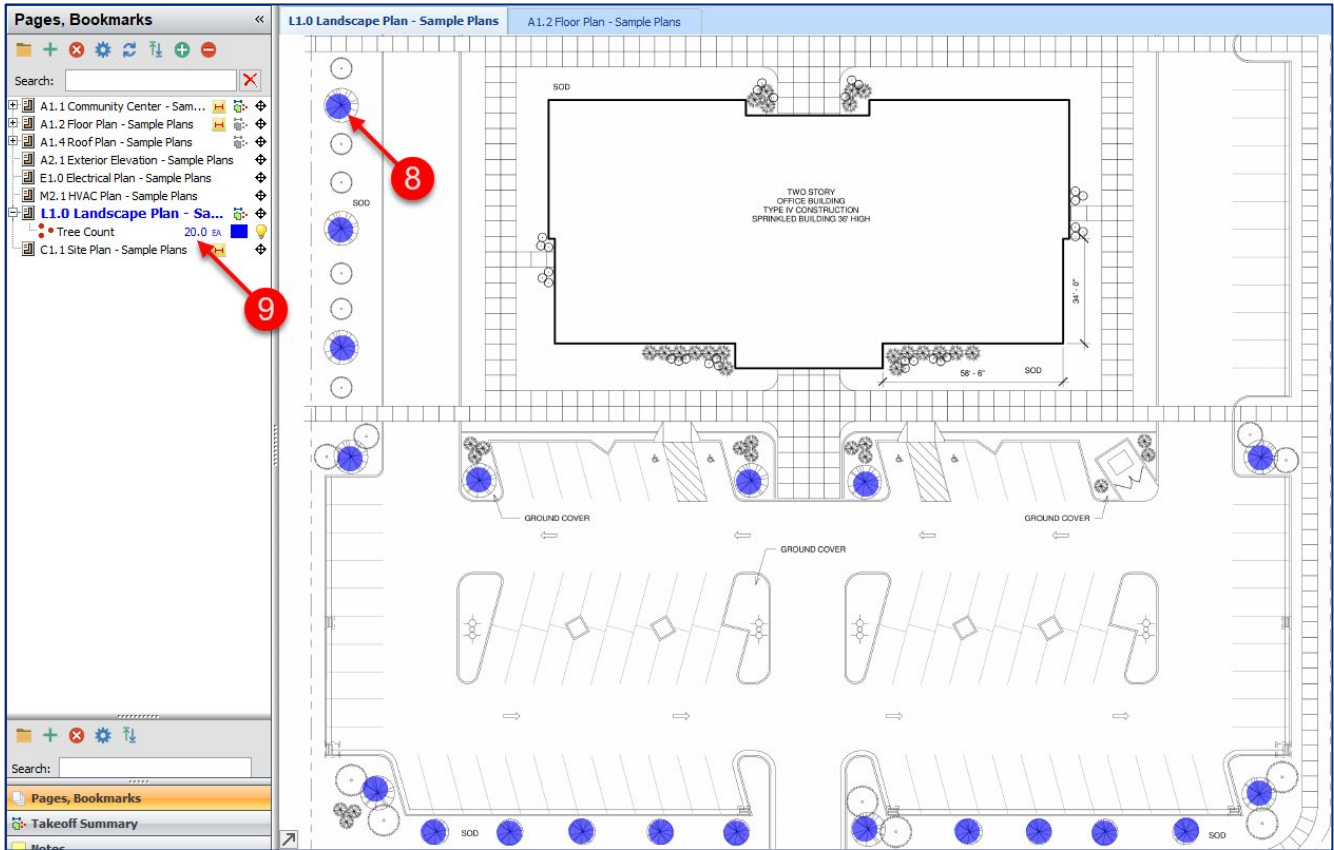 Pages, Bookmarks
«
L1.0 Landscape Plan - Sample Plans
A1.2 Floor Plan - Sample Plans
Search:
A1.1 Community Center - Sam...
A1.2 Floor Plan - Sample Plans
A1.4 Roof Plan - Sample Plans
A2.1 Exterior Elevation - Sample Plans
E1.0 Electrical Plan - Sample Plans
M2.1 HVAC Plan - Sample Plans
L1.0 Landscape Plan - Sa...
Tree Count 20.0 EA
C1.1 Site Plan - Sample Plans
8
9
SOD
SOD
TWO STORY
OFFICE BUILDING
TYPE IV CONSTRUCTION
SPRINKLED BUILDING 36' HIGH
34' - 0"
58' - 6"
SOD
GROUND COVER
GROUND COVER
GROUND COVER
SOD
SOD
Search:
Pages, Bookmarks
Takeoff Summary
Notes